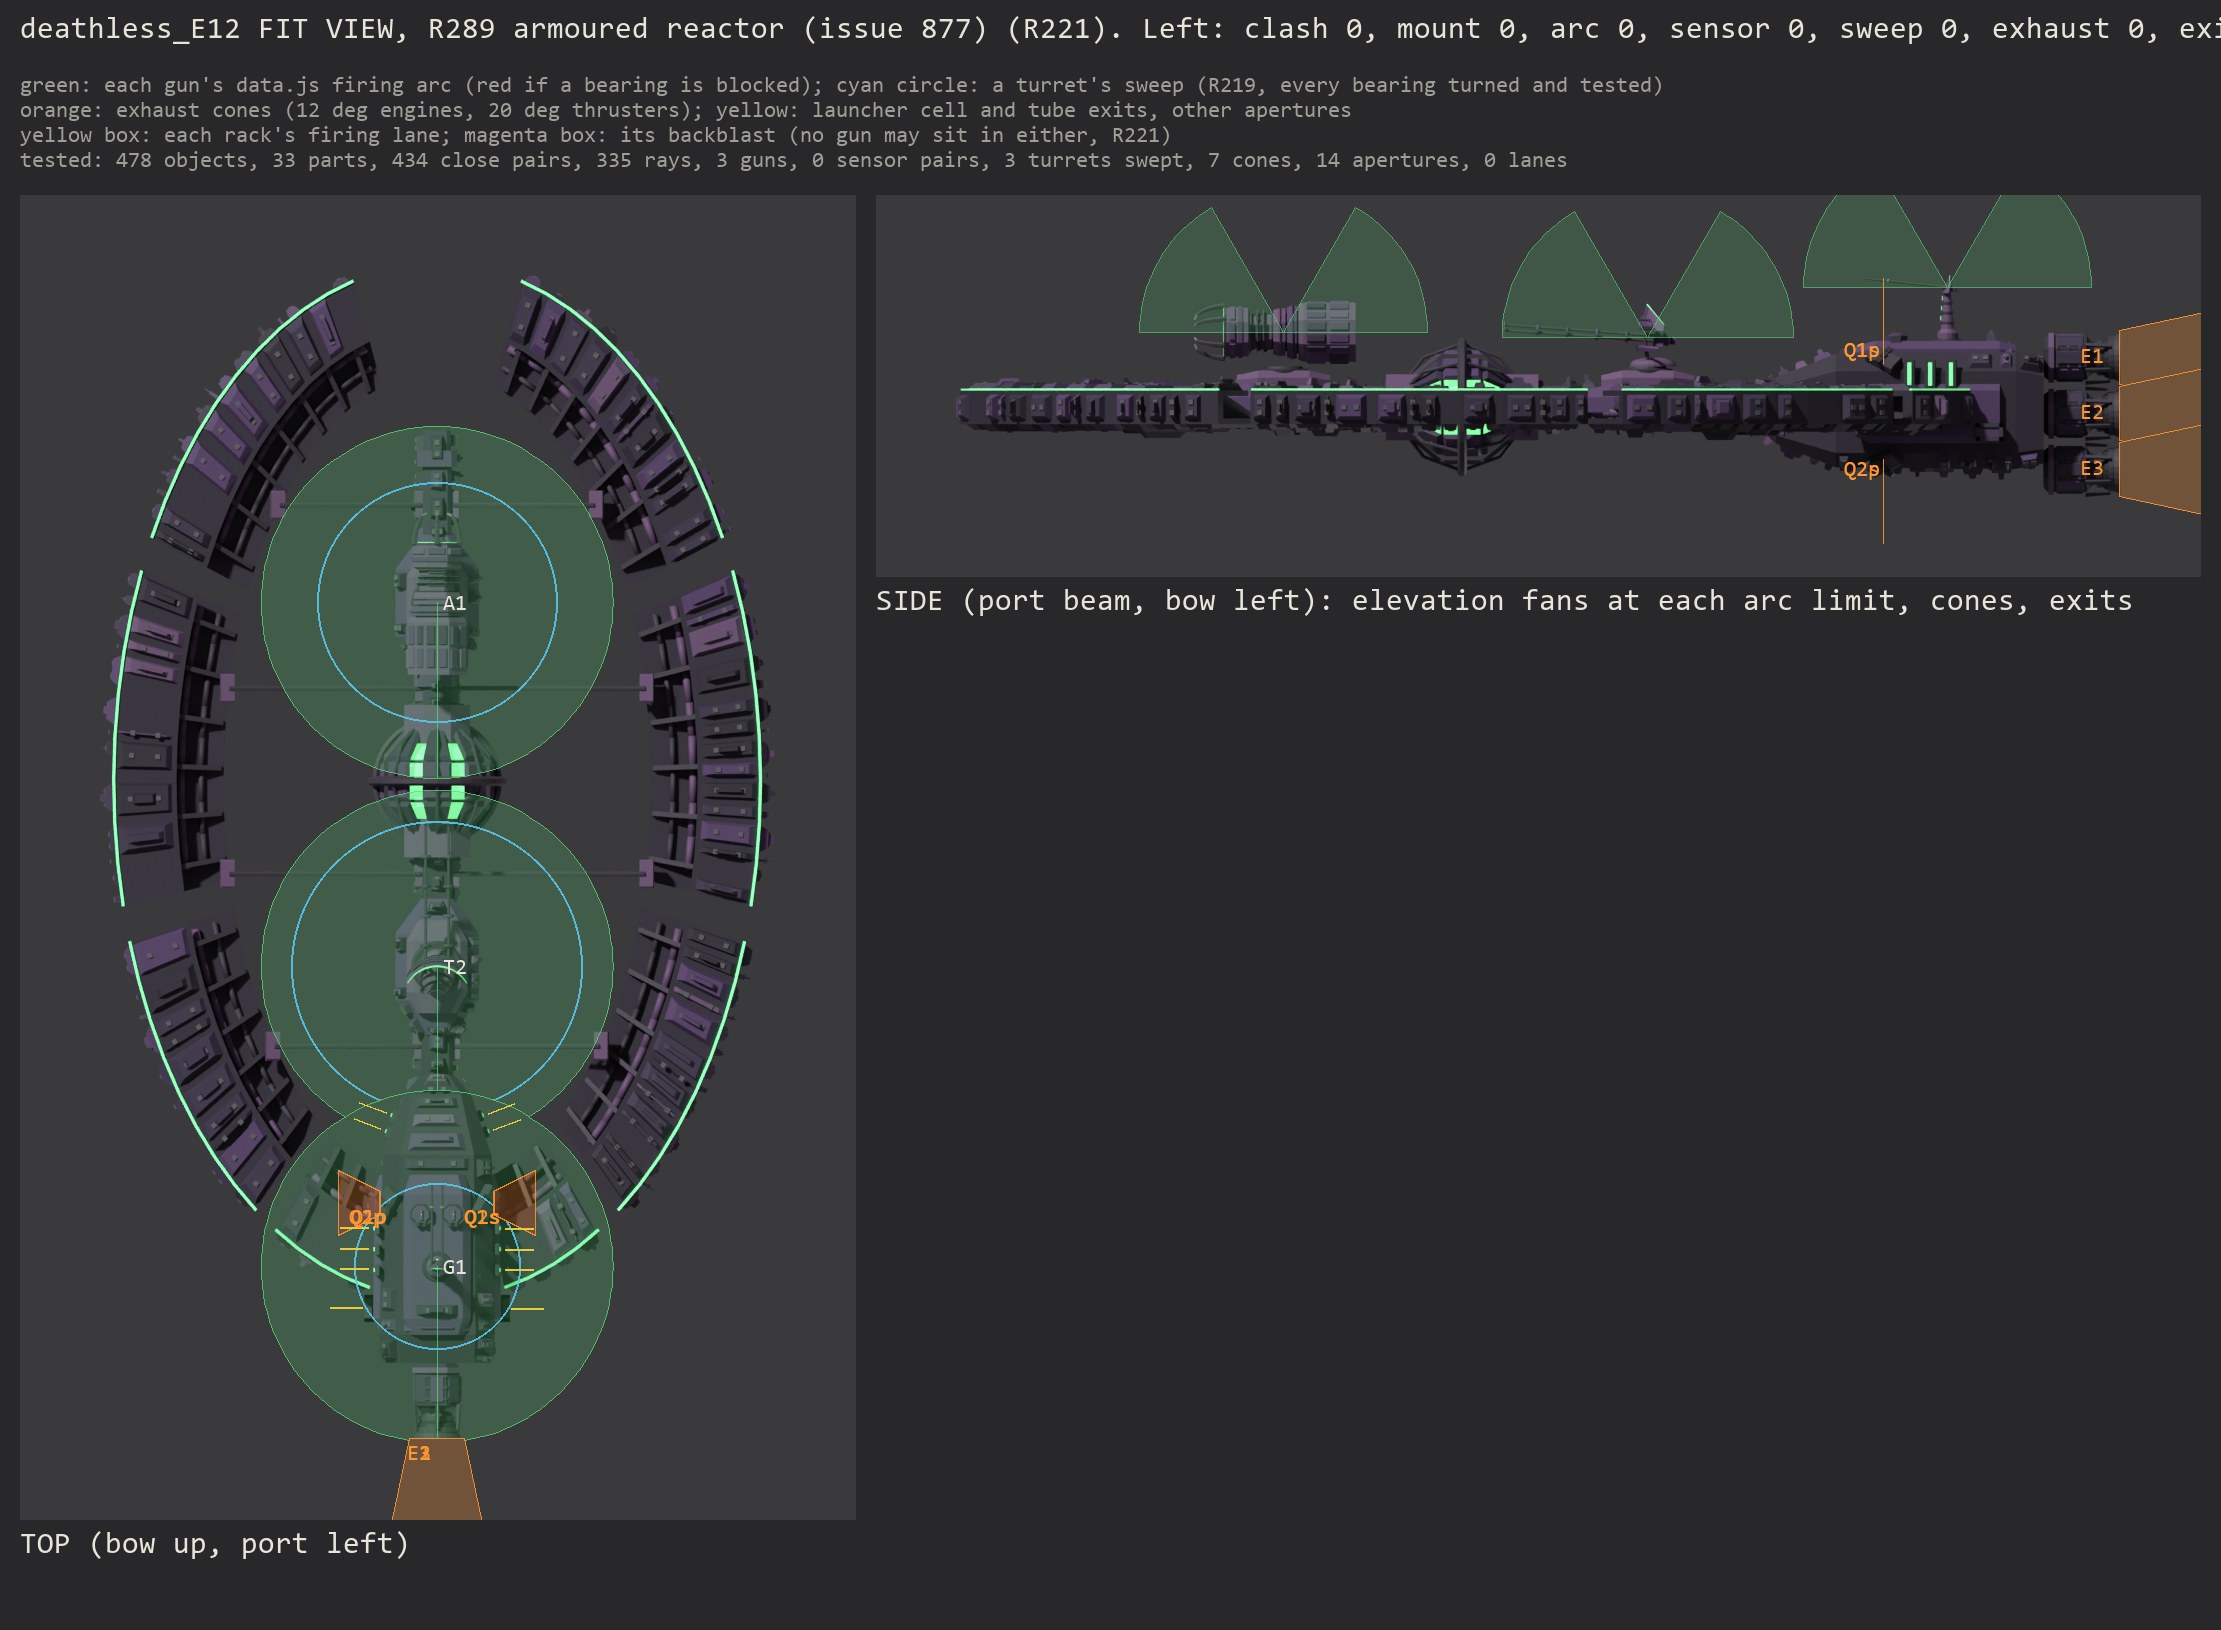 deathless_E12 FIT VIEW, R289 armoured reactor (issue 877) (R221). Left: clash 0, mount 0, arc 0, sensor 0, sweep 0, exhaust 0, exi
green: each gun's data.js firing arc (red if a bearing is blocked); cyan circle: a turret's sweep (R219, every bearing turned and tested)
orange: exhaust cones (12 deg engines, 20 deg thrusters); yellow: launcher cell and tube exits, other apertures
yellow box: each rack's firing lane; magenta box: its backblast (no gun may sit in either, R221)
tested: 478 objects, 33 parts, 434 close pairs, 335 rays, 3 guns, 0 sensor pairs, 3 turrets swept, 7 cones, 14 apertures, 0 lanes
Q1p
E1
E2
Q2p
E3
SIDE (port beam, bow left): elevation fans at each arc limit, cones, exits
A1
T2
G1
TOP (bow up, port left)